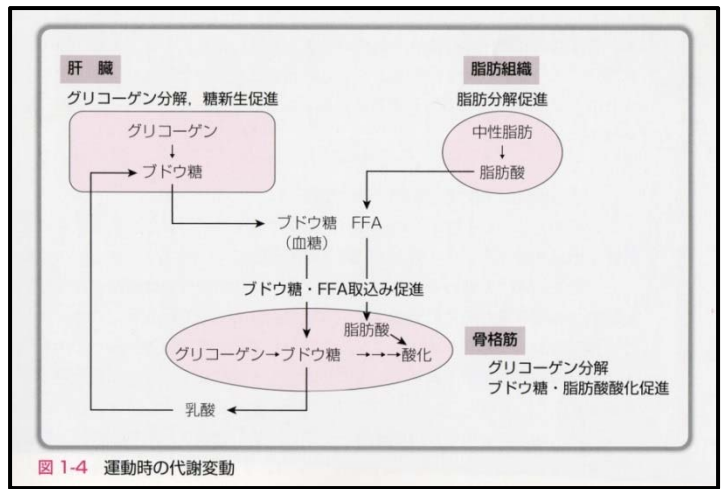 肝 臓
グリコーゲン分解，糖新生促進
グリコーゲン
↓
ブドウ糖
脂肪組織
脂肪分解促進
中性脂肪
↓
脂肪酸
ブドウ糖 FFA
（血糖）
ブドウ糖・FFA取込み促進
脂肪酸
グリコーゲン→ブドウ糖 →→→酸化
骨格筋
グリコーゲン分解
ブドウ糖・脂肪酸酸化促進
乳酸
図 1-4 運動時の代謝変動